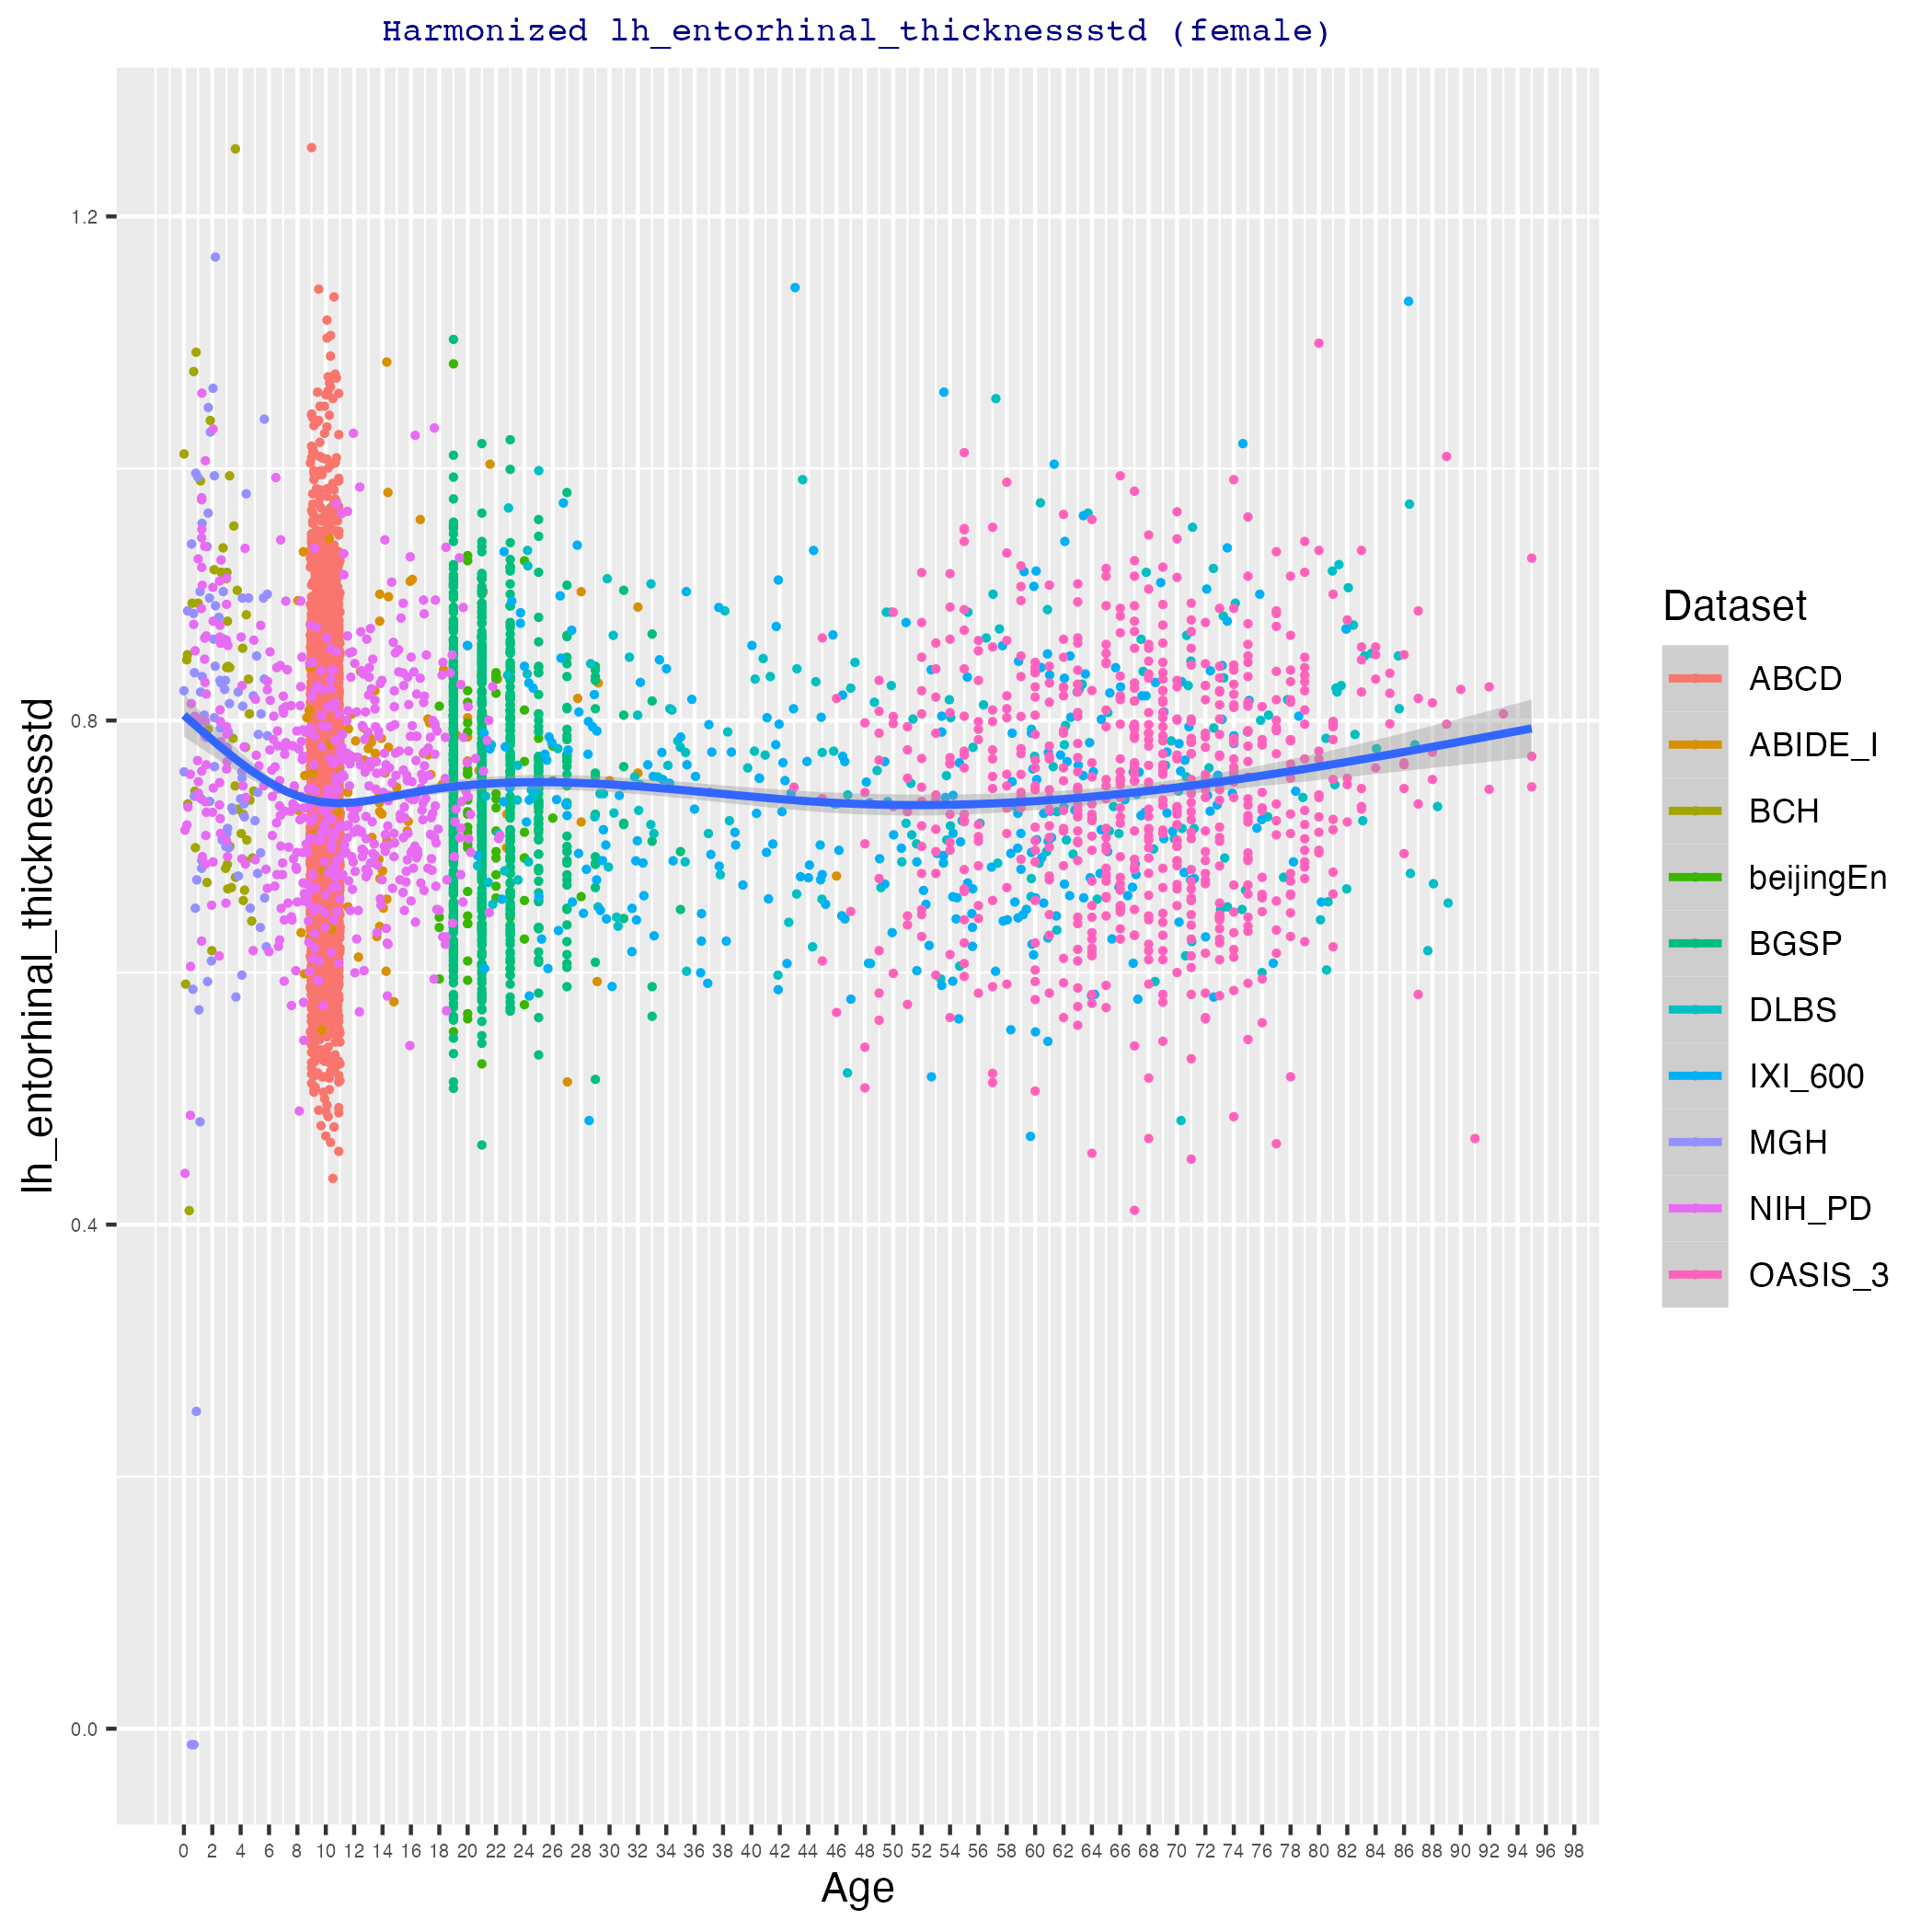 Harmonized lh_entorhinal_thicknessstd (female)
lh_entorhinal_thicknessstd
1.2
0.8
0.4
0.0
0 2 4 6 8 10 12 14 16 18 20 22 24 26 28 30 32 34 36 38 40 42 44 46 48 50 52 54 56 58 60 62 64 66 68 70 72 74 76 78 80 82 84 86 88 90 92 94 96 98
Age
Dataset
ABCD
ABIDE_I
BCH
beijingEn
BGSP
DLBS
IXI_600
MGH
NIH_PD
OASIS_3